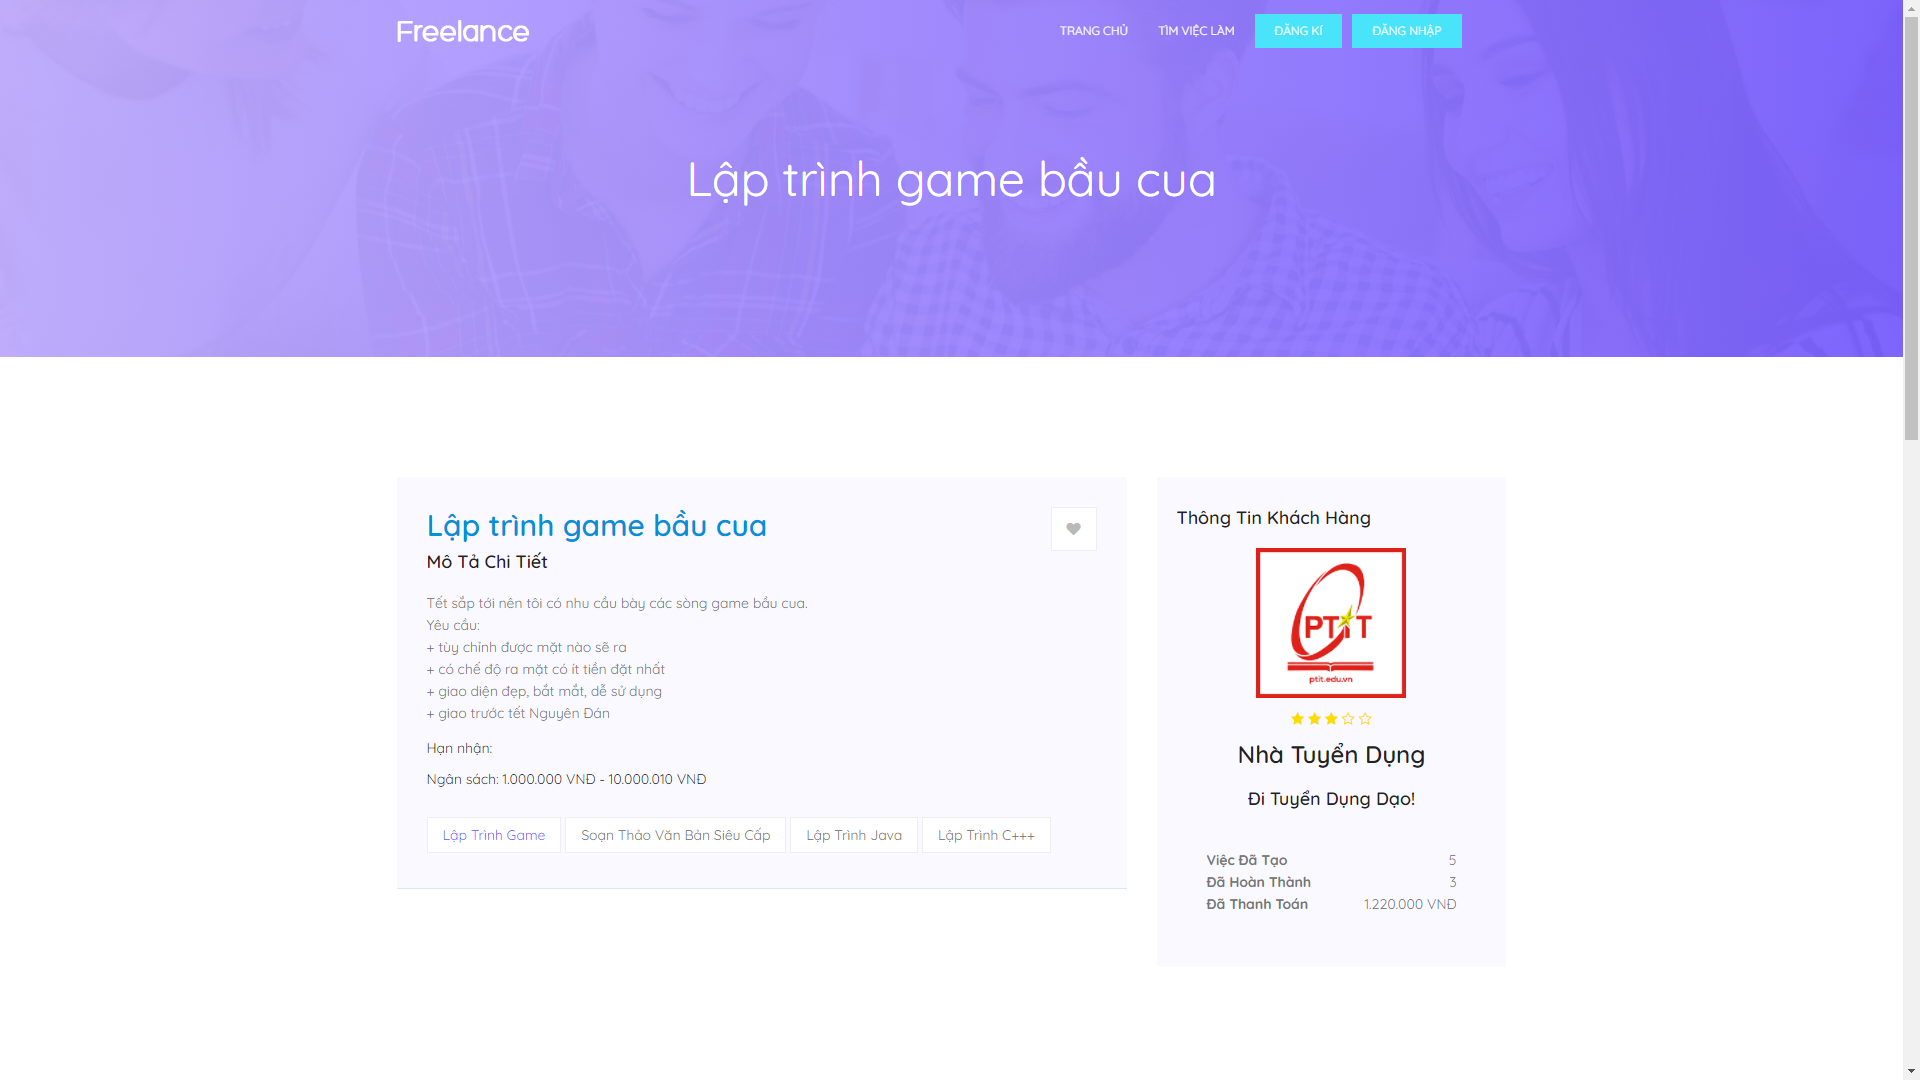 Freelance
TRANG CHỦ
TÌM VIỆC LÀM
ĐĂNG KÍ
ĐĂNG NHẬP
Lập trình game bầu cua
Lập trình game bầu cua
Mô Tả Chi Tiết
Tết sắp tới nên tôi có nhu cầu bày các sòng game bầu cua.
Yêu cầu:
+ tùy chỉnh được mặt nào sẽ ra
+ có chế độ ra mặt có ít tiền đặt nhất
+ giao diện đẹp, bắt mắt, dễ sử dụng
+ giao trước tết Nguyên Đán
Hạn nhận:
Ngân sách: 1.000.000 VNĐ - 10.000.010 VNĐ
Lập Trình Game
Soạn Thảo Văn Bản Siêu Cấp
Lập Trình Java
Lập Trình C+++
Thông Tin Khách Hàng
PTIT
ptit.edu.vn
Nhà Tuyển Dụng
Đi Tuyển Dụng Dạo!
Việc Đã Tạo 5
Đã Hoàn Thành 3
Đã Thanh Toán 1.220.000 VNĐ